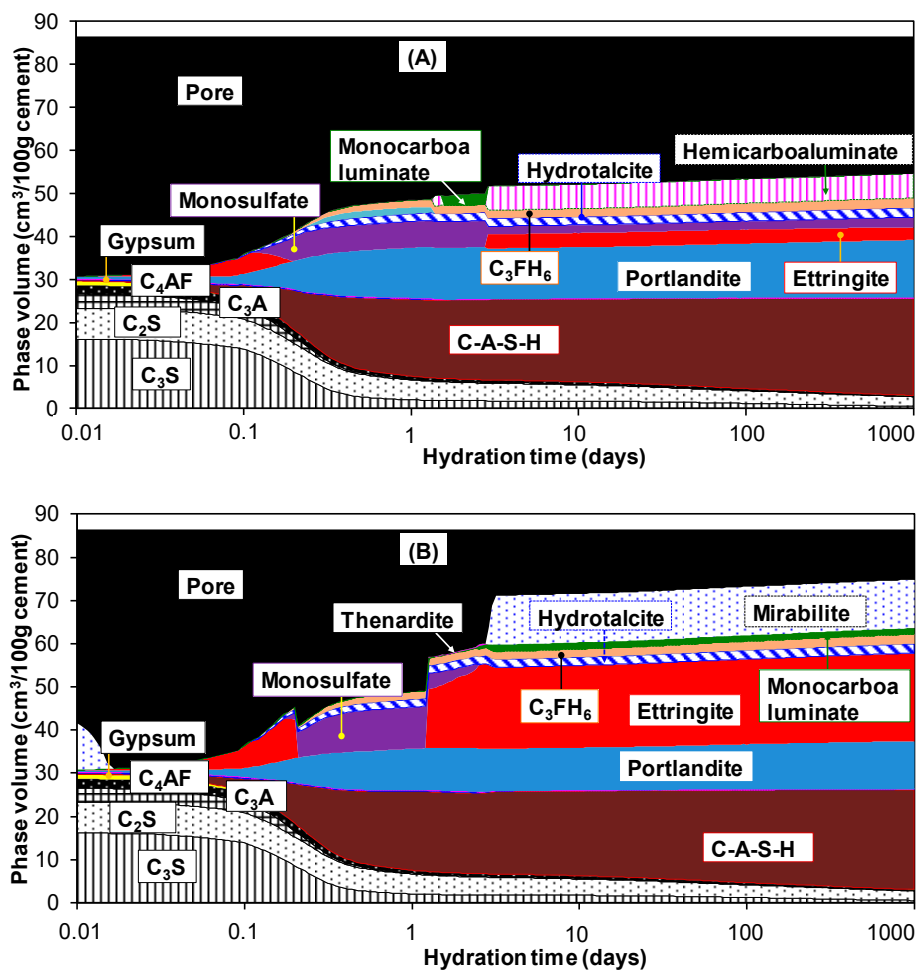 90
80
70
60
50
40
30
20
10
0
Phase volume (cm³/100g cement)
(A)
Pore
Monocarboa
luminate
Hydrotalcite
Hemicarboaluminate
Monosulfate
Gypsum
C₄AF
C₃A
C₂S
C₃S
C₃FH₆
Portlandite
Ettringite
C-A-S-H
0.01
0.1
1
10
100
1000
Hydration time (days)
90
80
70
60
50
40
30
20
10
0
Phase volume (cm³/100g cement)
(B)
Pore
Thenardite
Hydrotalcite
Mirabilite
Monosulfate
C₃FH₆
Monocarboa
luminate
Ettringite
Gypsum
C₄AF
C₃A
C₂S
C₃S
Portlandite
C-A-S-H
0.01
0.1
1
10
100
1000
Hydration time (days)